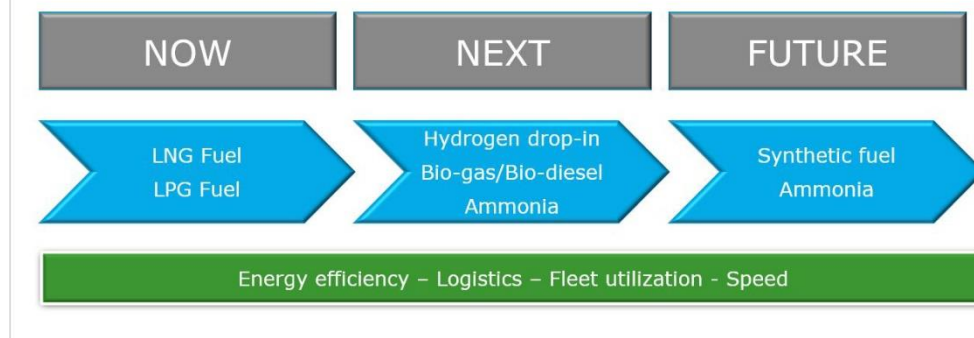 NOW
NEXT
FUTURE
LNG Fuel
LPG Fuel
Hydrogen drop-in
Bio-gas/Bio-diesel
Ammonia
Synthetic fuel
Ammonia
Energy efficiency – Logistics – Fleet utilization - Speed